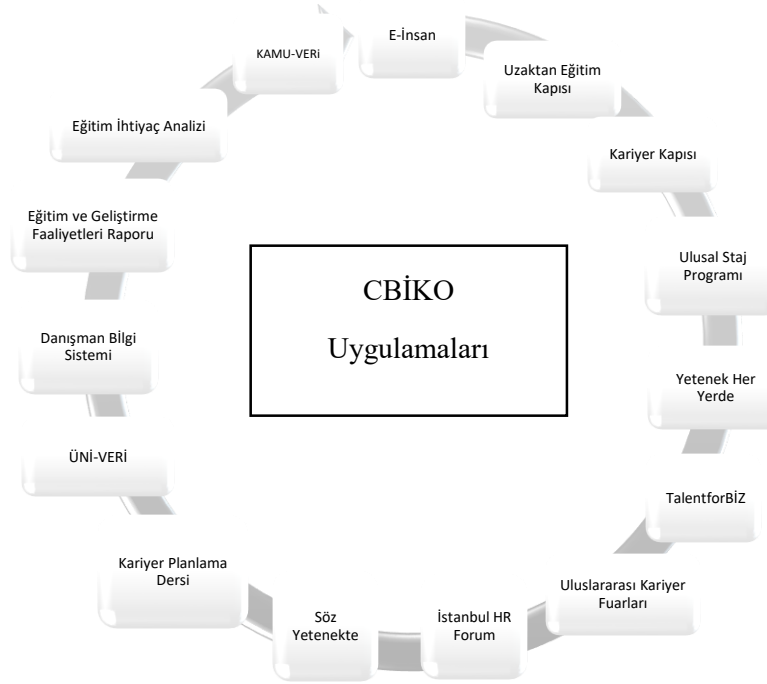 E-İnsan
Uzaktan Eğitim
Kapısı
Kariyer Kapısı
Ulusal Staj
Programı
Yetenek Her
Yerde
TalentforBİZ
Uluslararası Kariyer
Fuarları
İstanbul HR
Forum
Söz
Yetenekte
Kariyer Planlama
Dersi
ÜNİ-VERİ
Danışman Bİlgi
Sistemi
Eğitim ve Geliştirme
Faaliyetleri Raporu
Eğitim İhtiyaç Analizi
KAMU-VERi
CBİKO
Uygulamaları